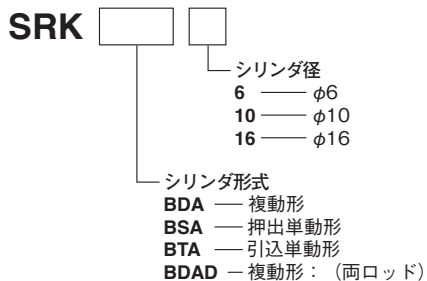 SRK
シリンダ径
6 φ6
10 φ10
16 φ16
シリンダ形式
BDA 複動形
BSA 押出単動形
BTA 引込単動形
BDAD 複動形：（両ロッド）